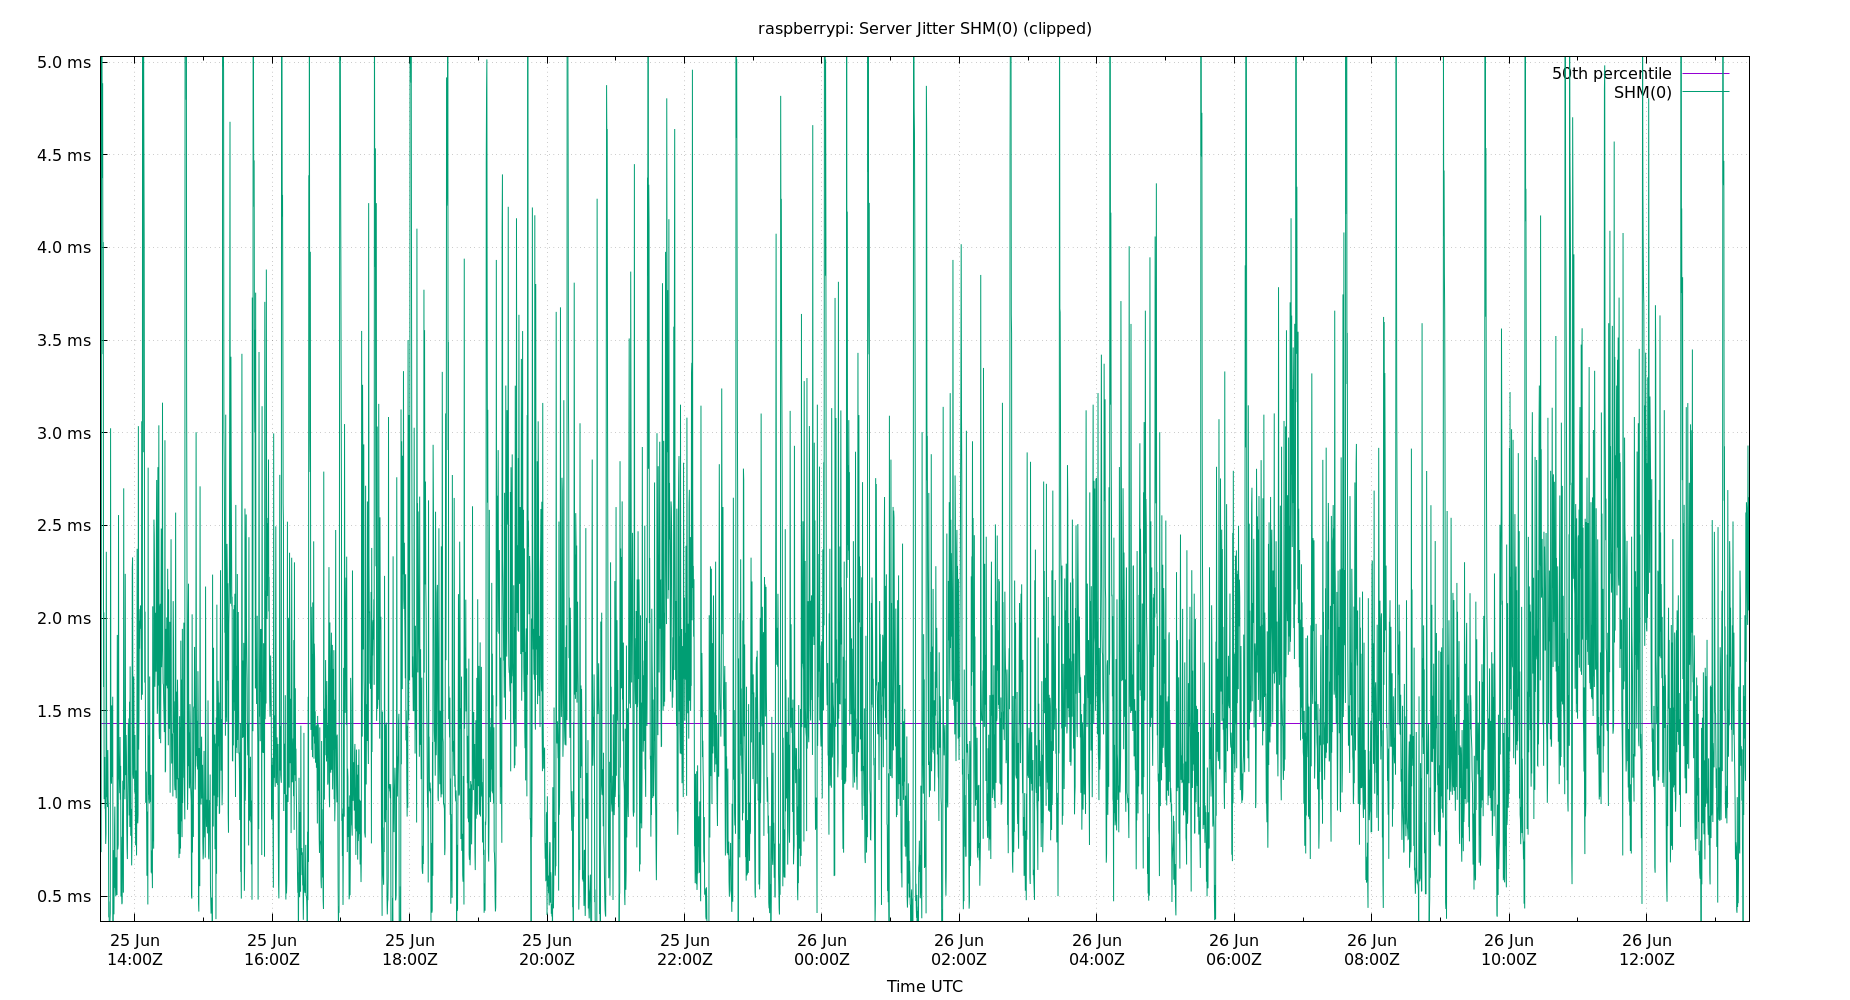 raspberrypi: Server Jitter SHM(0) (clipped)
50th percentile
SHM(0)
5.0 ms
4.5 ms
4.0 ms
3.5 ms
3.0 ms
2.5 ms
2.0 ms
1.5 ms
1.0 ms
0.5 ms
25 Jun 25 Jun 25 Jun 25 Jun 25 Jun 26 Jun 26 Jun 26 Jun 26 Jun 26 Jun 26 Jun 26 Jun
14:00Z 16:00Z 18:00Z 20:00Z 22:00Z 00:00Z 02:00Z 04:00Z 06:00Z 08:00Z 10:00Z 12:00Z
Time UTC